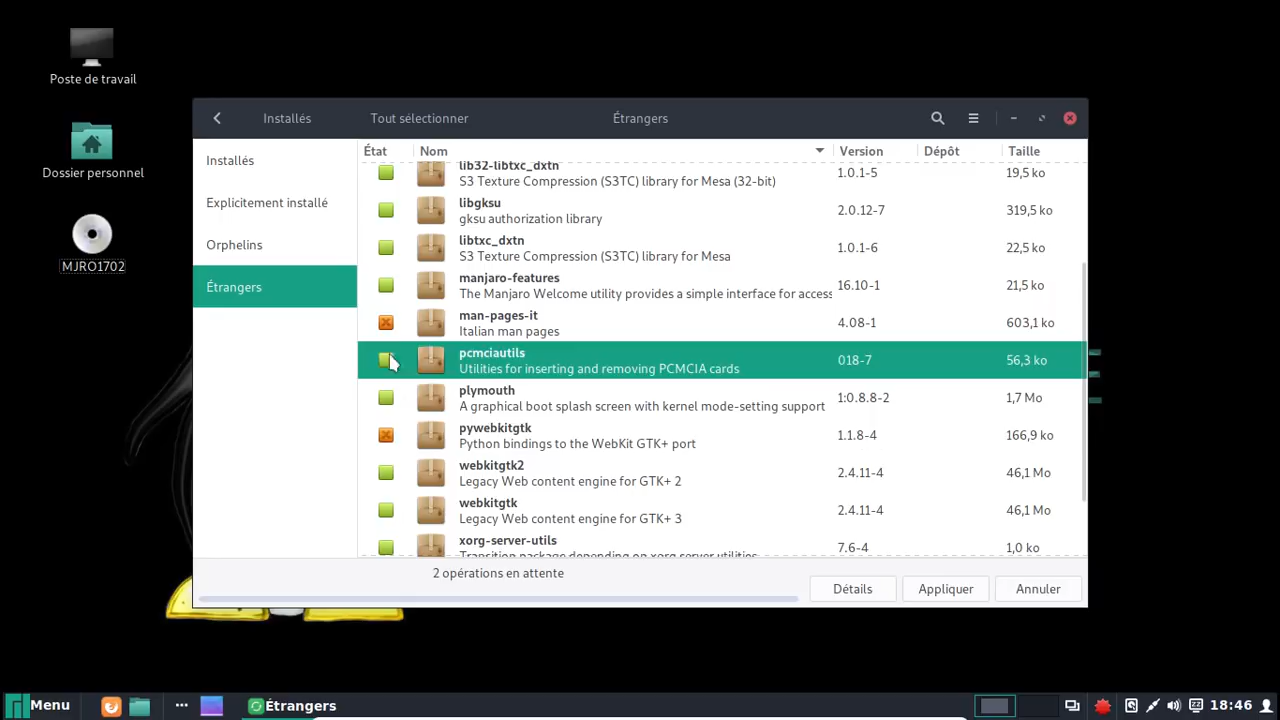 Poste de travail
Dossier personnel
MJRO1702
Installés
Tout sélectionner
Étrangers
Installés
Explicitement installé
Orphelins
Étrangers
État
Nom
Version
Dépôt
Taille
lib32-libtxc_dxtn
S3 Texture Compression (S3TC) library for Mesa (32-bit)
1.0.1-5
19,5 ko
libgksu
gksu authorization library
2.0.12-7
319,5 ko
libtxc_dxtn
S3 Texture Compression (S3TC) library for Mesa
1.0.1-6
22,5 ko
manjaro-features
The Manjaro Welcome utility provides a simple interface for access
16.10-1
21,5 ko
man-pages-it
Italian man pages
4.08-1
603,1 ko
pcmciautils
Utilities for inserting and removing PCMCIA cards
018-7
56,3 ko
plymouth
A graphical boot splash screen with kernel mode-setting support
1:0.8.8-2
1,7 Mo
pywebkitgtk
Python bindings to the WebKit GTK+ port
1.1.8-4
166,9 ko
webkitgtk2
Legacy Web content engine for GTK+ 2
2.4.11-4
46,1 Mo
webkitgtk
Legacy Web content engine for GTK+ 3
2.4.11-4
46,1 Mo
xorg-server-utils
Transition package depending on xorg server utilities
7.6-4
1,0 ko
2 opérations en attente
Détails
Appliquer
Annuler
Menu
Étrangers
18:46